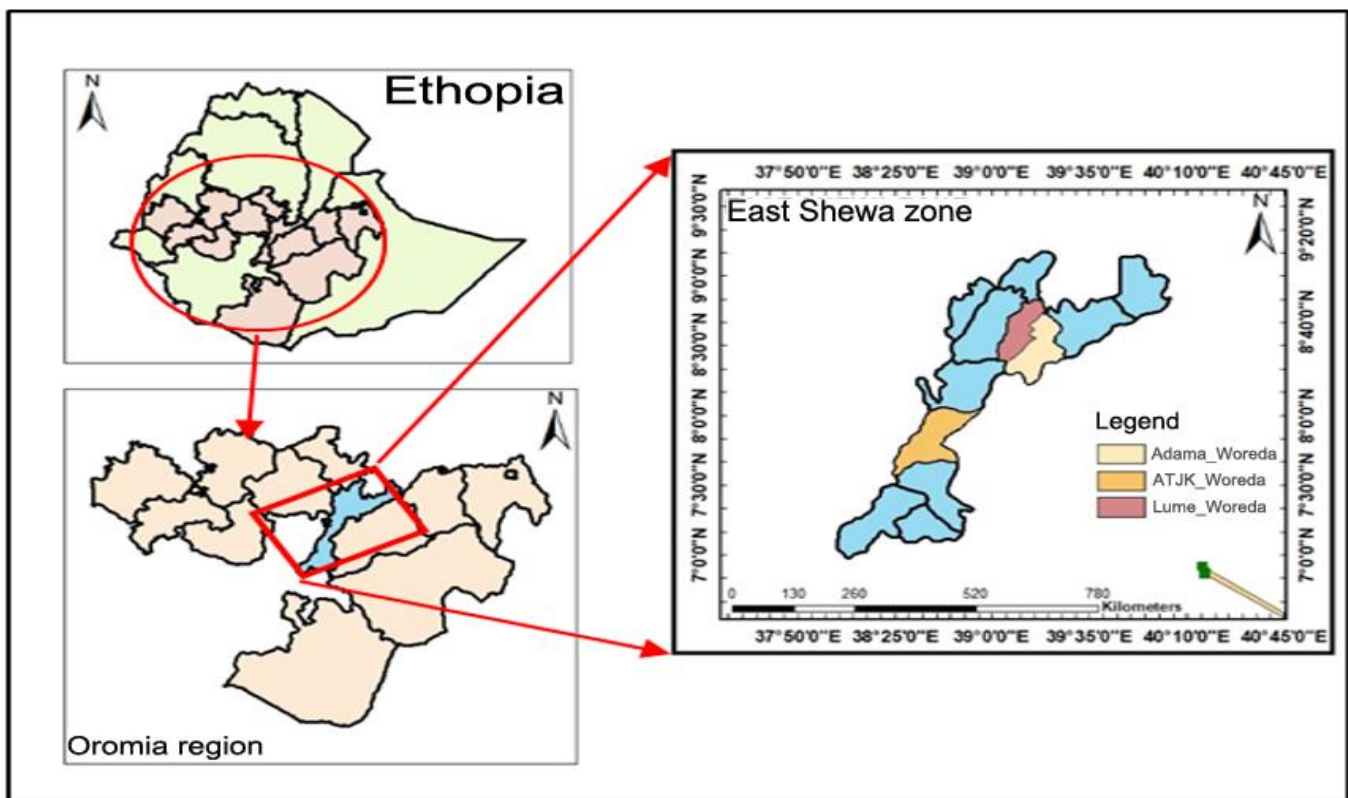 N
Ethopia
N
Oromia region
37°50'0"E 38°25'0"E 39°0'0"E 39°35'0"E 40°10'0"E 40°45'0"E
East Shewa zone
N
9°30'0"N
9°0'0"N
8°30'0"N
8°0'0"N
7°30'0"N
7°0'0"N
9°20'0"N
8°40'0"N
8°0'0"N
7°30'0"N
7°0'0"N
Legend
Adama_Woreda
ATJK_Woreda
Lume_Woreda
0 130 260 520 780
Kilometers
37°50'0"E 38°25'0"E 39°0'0"E 39°35'0"E 40°10'0"E 40°45'0"E